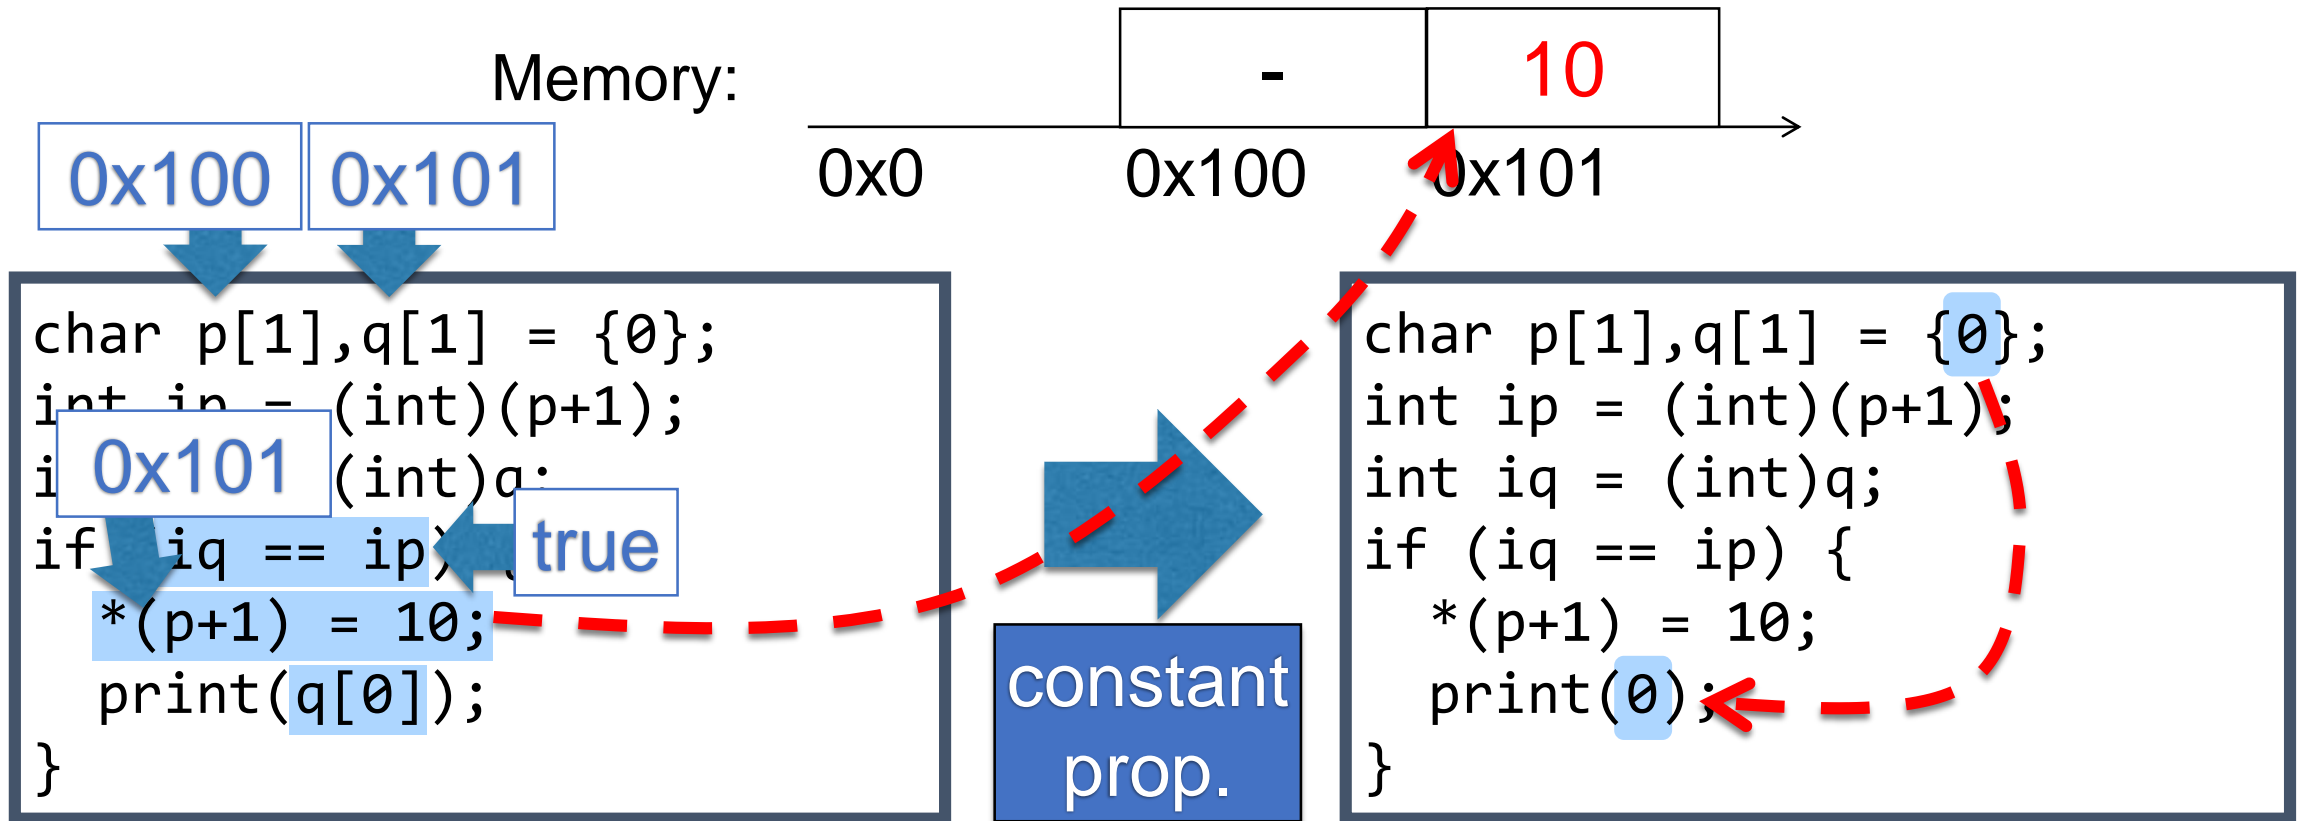 Memory:
-
10
0x0
0x100
0x101
0x100
0x101
char p[1],q[1] = {0};
int ip = (int)(p+1);
i (int)q;
if iq == ip) {
*(p+1) = 10;
print(q[0]);
}
0x101
true
constant
prop.
char p[1],q[1] = {0};
int ip = (int)(p+1);
int iq = (int)q;
if (iq == ip) {
*(p+1) = 10;
print(0);
}